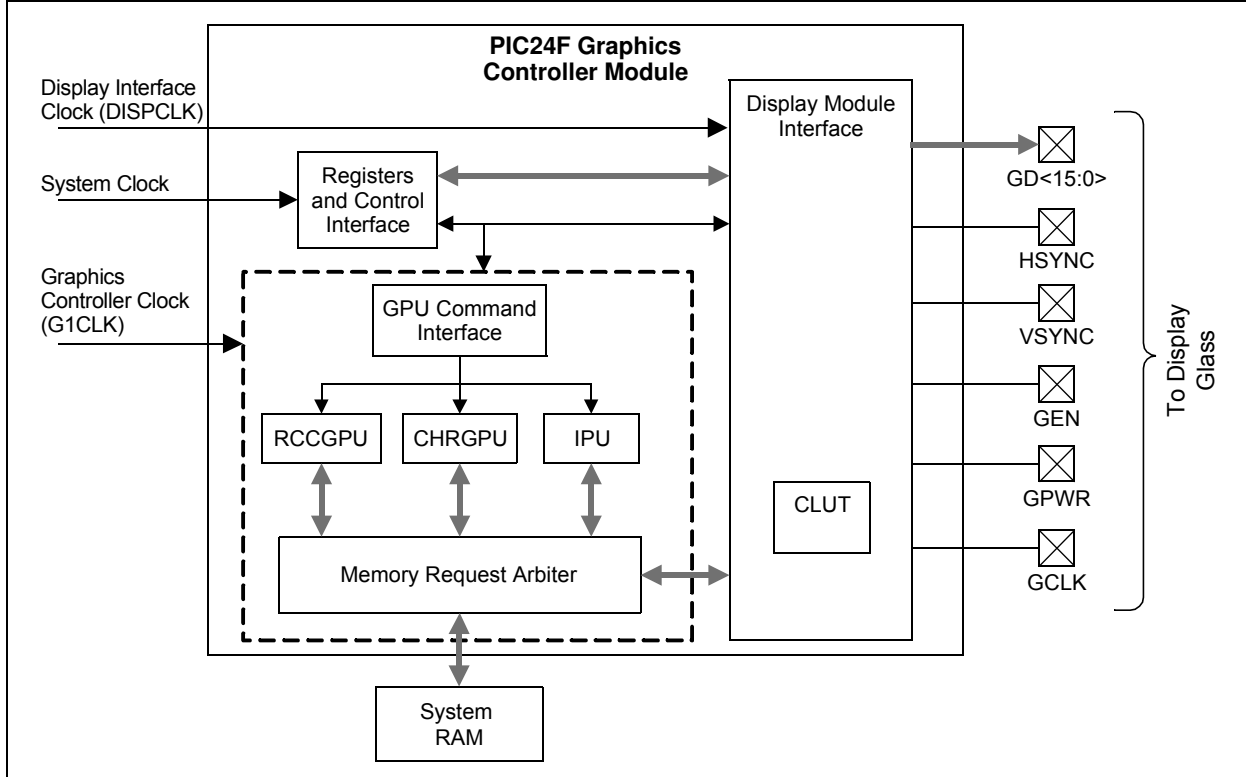 PIC24F Graphics
Controller Module
Display Interface
Clock (DISPCLK)
System Clock
Graphics
Controller Clock
(G1CLK)
Registers
and Control
Interface
GPU Command
Interface
RCCGPU
CHRGPU
IPU
Memory Request Arbiter
System
RAM
Display Module
Interface
CLUT
GD<15:0>
HSYNC
VSYNC
GEN
GPWR
GCLK
To Display
Glass